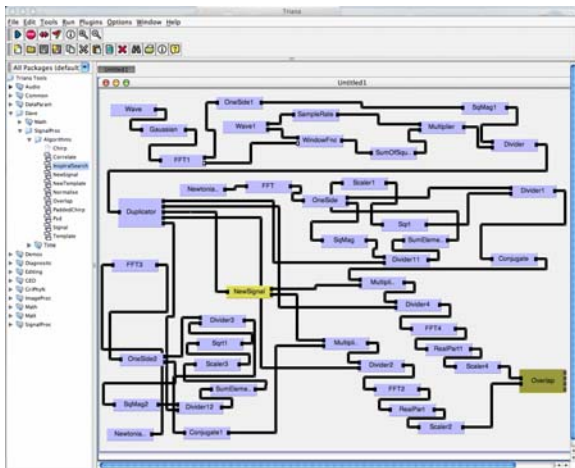 Triana
File Edit Tools Run Plugins Options Window Help
All Packages (default
Untitled1
Untitled1
Triana Tools
Audio
Common
DataParam
Dave
Math
SignalProc
Algorithms
Chirp
Correlate
InspiralSearch
NewSignal
NewTemplate
Normalise
Overlap
PaddedChirp
Psd
Signal
Template
Time
Demos
Diagnostic
Editing
GEO
GriPhyN
ImageProc
Math
SignalProc
Wave
OneSide1
SqMag1
Gaussian
Wave1
SampleRate
Multiplier
FFT1
WindowFnc
SumOfSqu..
Divider
Newtonia..
FFT
Scaler1
OneSide
Divider1
Duplicator
Sqrt1
SqMag
SumEleme..
Divider11
Conjugate
FFT3
NewSignal
Multipli..
Divider4
Divider3
FFT4
Sqrt1
Multipli..
RealPart1
OneSide2
Scaler3
Divider2
Scaler4
Overlap
SumEleme..
FFT2
SqMag2
Divider12
RealPart
Newtonia..
Conjugate1
Scaler2